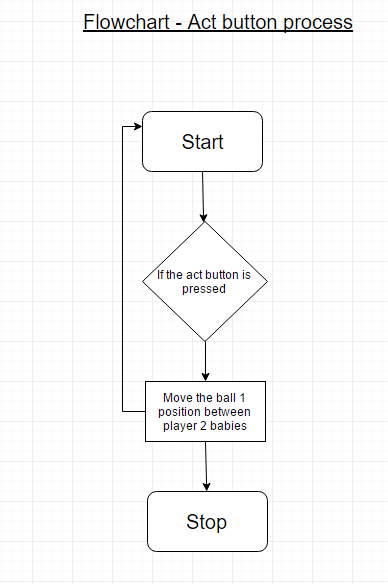 Flowchart - Act button process
Start
If the act button is
pressed
Move the ball 1
position between
player 2 babies
Stop